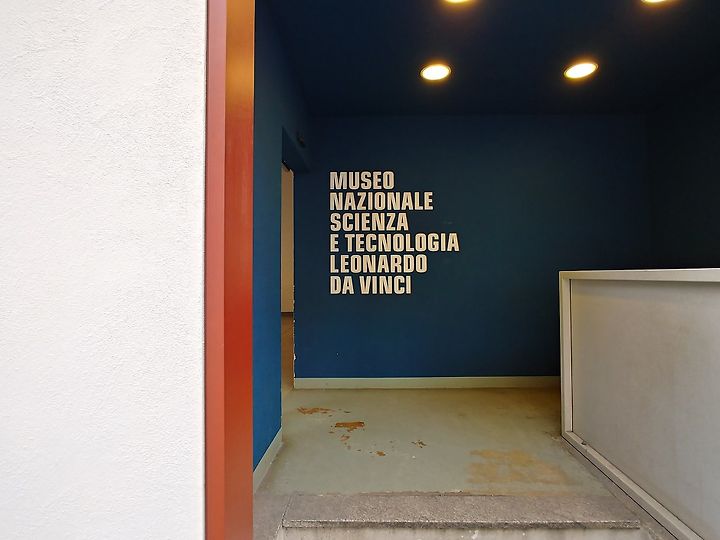 MUSEO
NAZIONALE
SCIENZA
E TECNOLOGIA
LEONARDO
DA VINCI